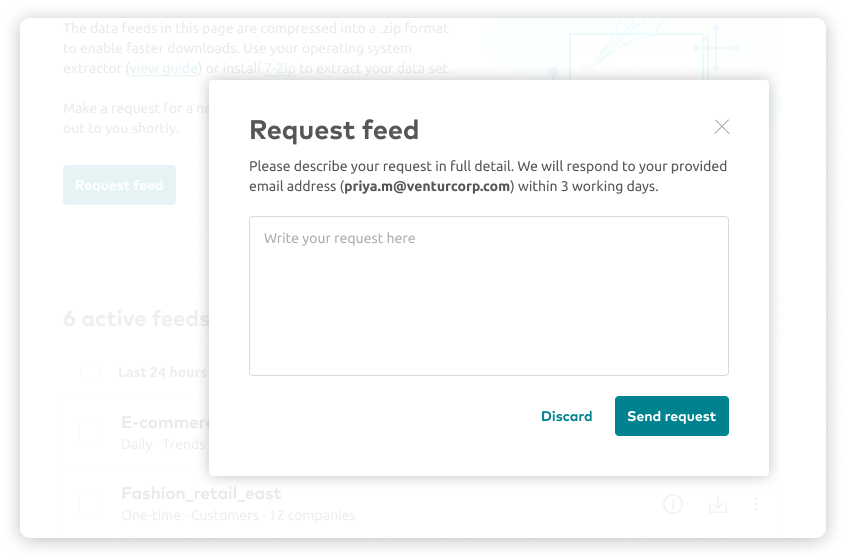 The data feeds in this page are compressed into a .zip format
to enable faster downloads. Use your operating system
extractor (view guide) or install 7-Zip to extract your data set.
Make a request for a
out to you shortly.
Request feed
Request feed
Please describe your request in full detail. We will respond to your provided
email address (priya.m@venturcorp.com) within 3 working days.
Write your request here
Discard
Send request
6 active feeds
Last 24 hours
E-commer
Daily · Trends
Fashion_retail_east
One-time · Customers · 12 companies